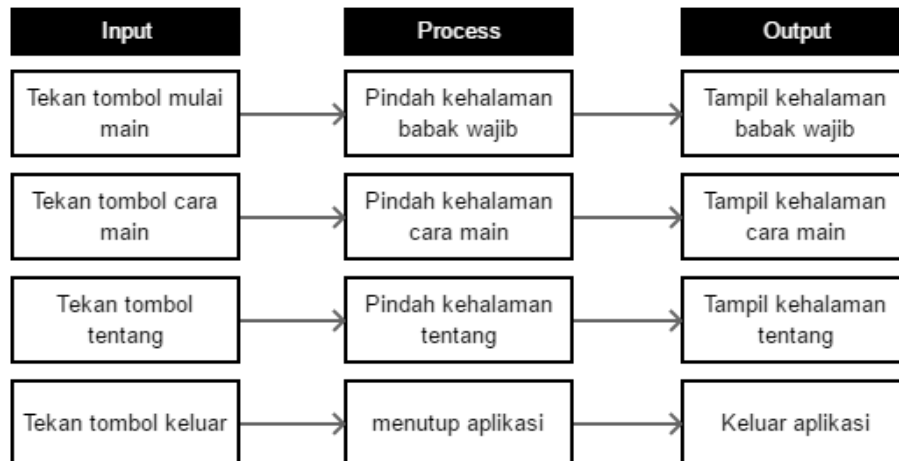 Input
Process
Output
Tekan tombol mulai
main
Pindah kehalaman
babak wajib
Tampil kehalaman
babak wajib
Tekan tombol cara
main
Pindah kehalaman
cara main
Tampil kehalaman
cara main
Tekan tombol
tentang
Pindah kehalaman
tentang
Tampil kehalaman
tentang
Tekan tombol keluar
menutup aplikasi
Keluar aplikasi